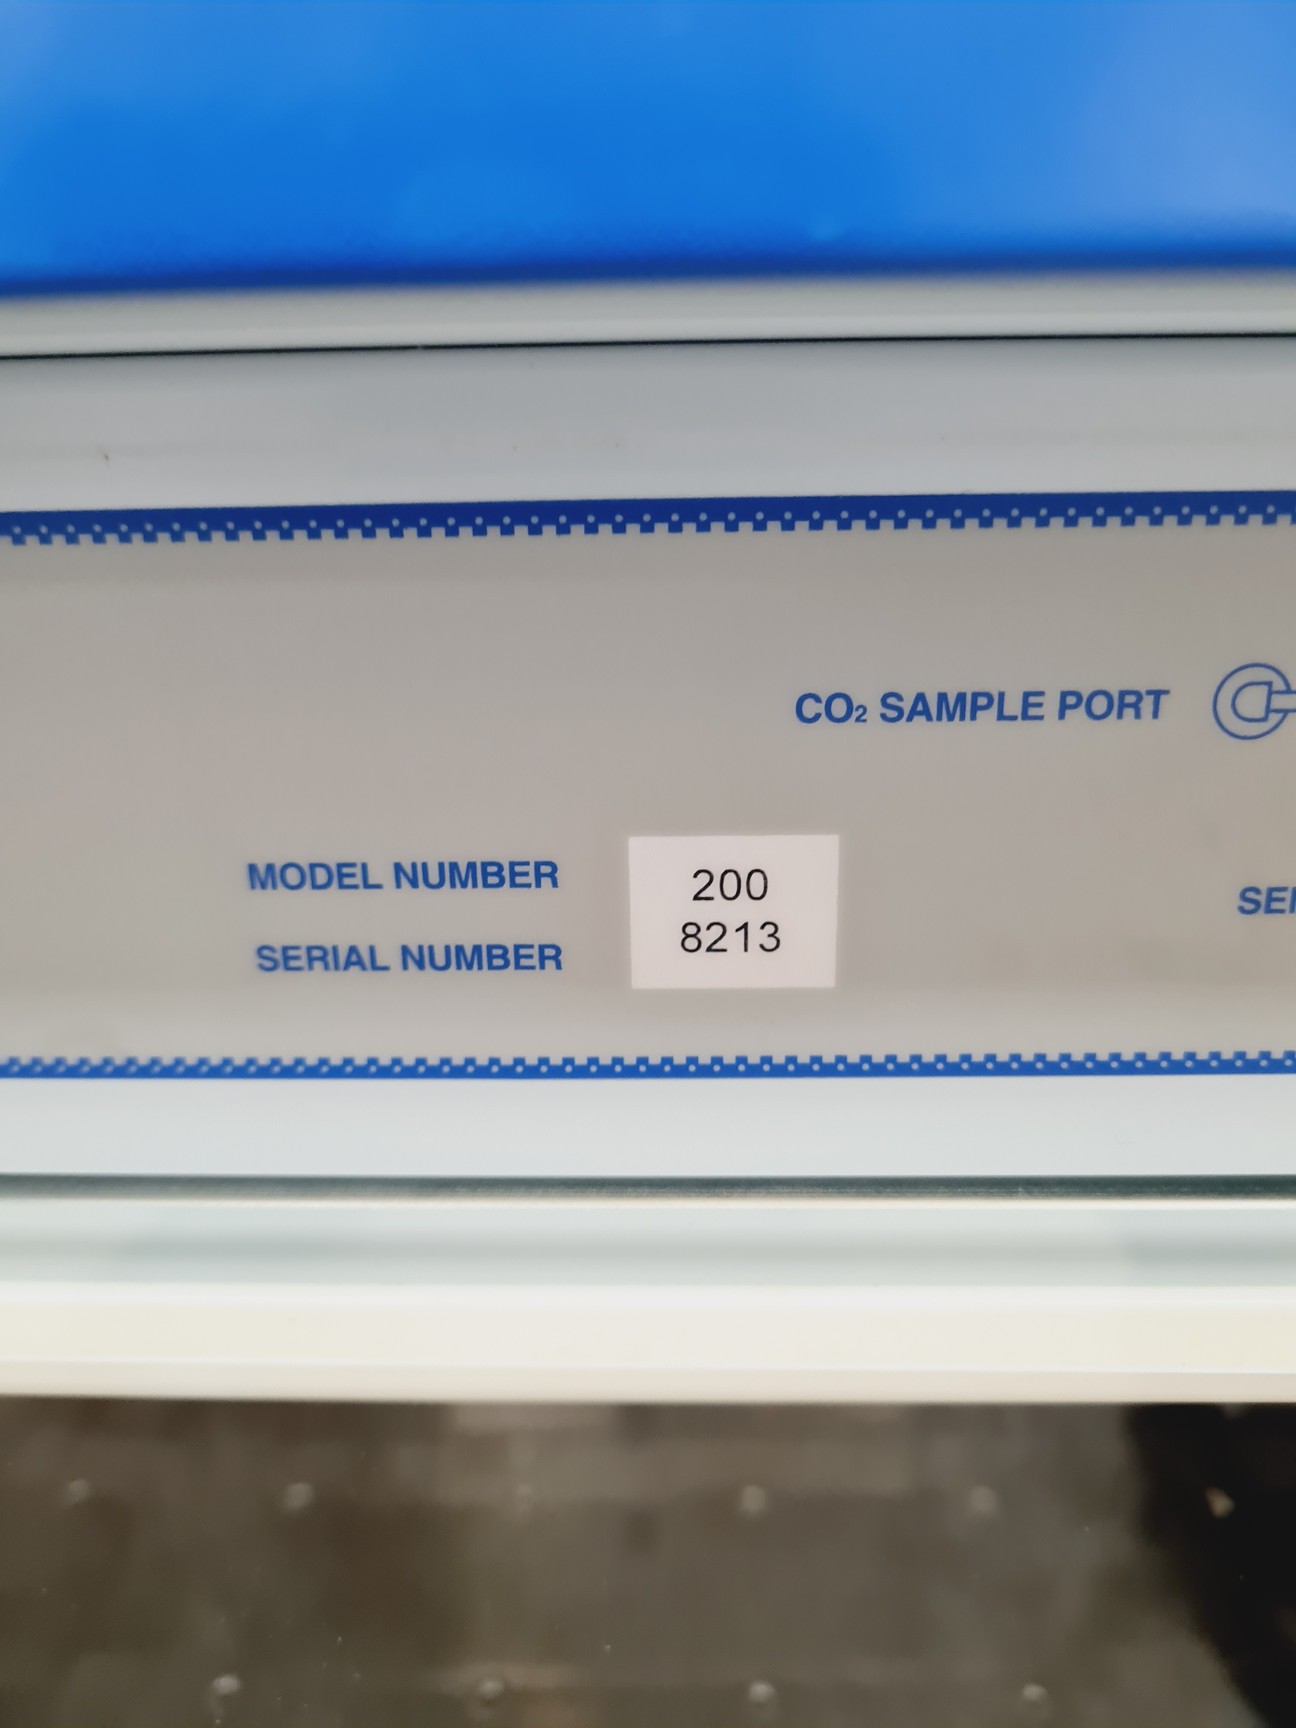 CO₂ SAMPLE PORT
MODEL NUMBER 200
SERIAL NUMBER 8213